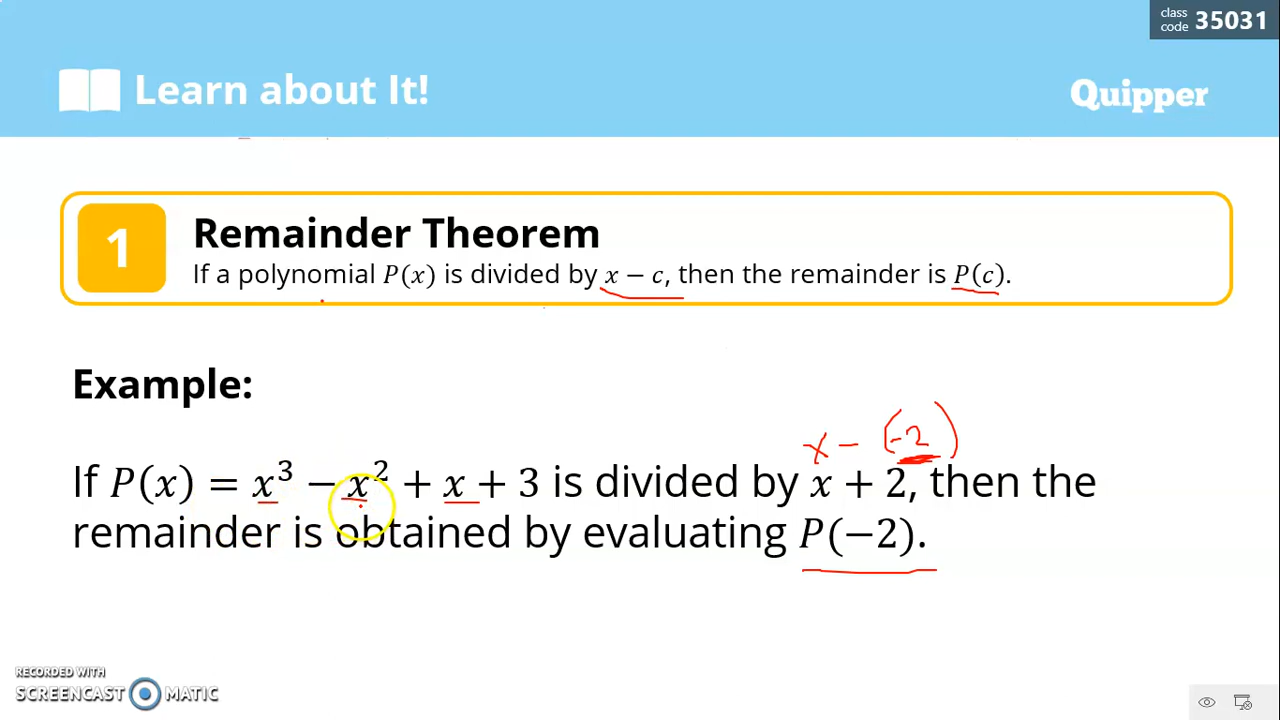 class
code 35031
Learn about It!
Quipper
1
Remainder Theorem
If a polynomial P(x) is divided by x − c, then the remainder is P(c).
Example:
x − (-2)
If P(x) = x³ − x² + x + 3 is divided by x + 2, then the
remainder is obtained by evaluating P(−2).
RECORDED WITH
SCREENCAST MATIC